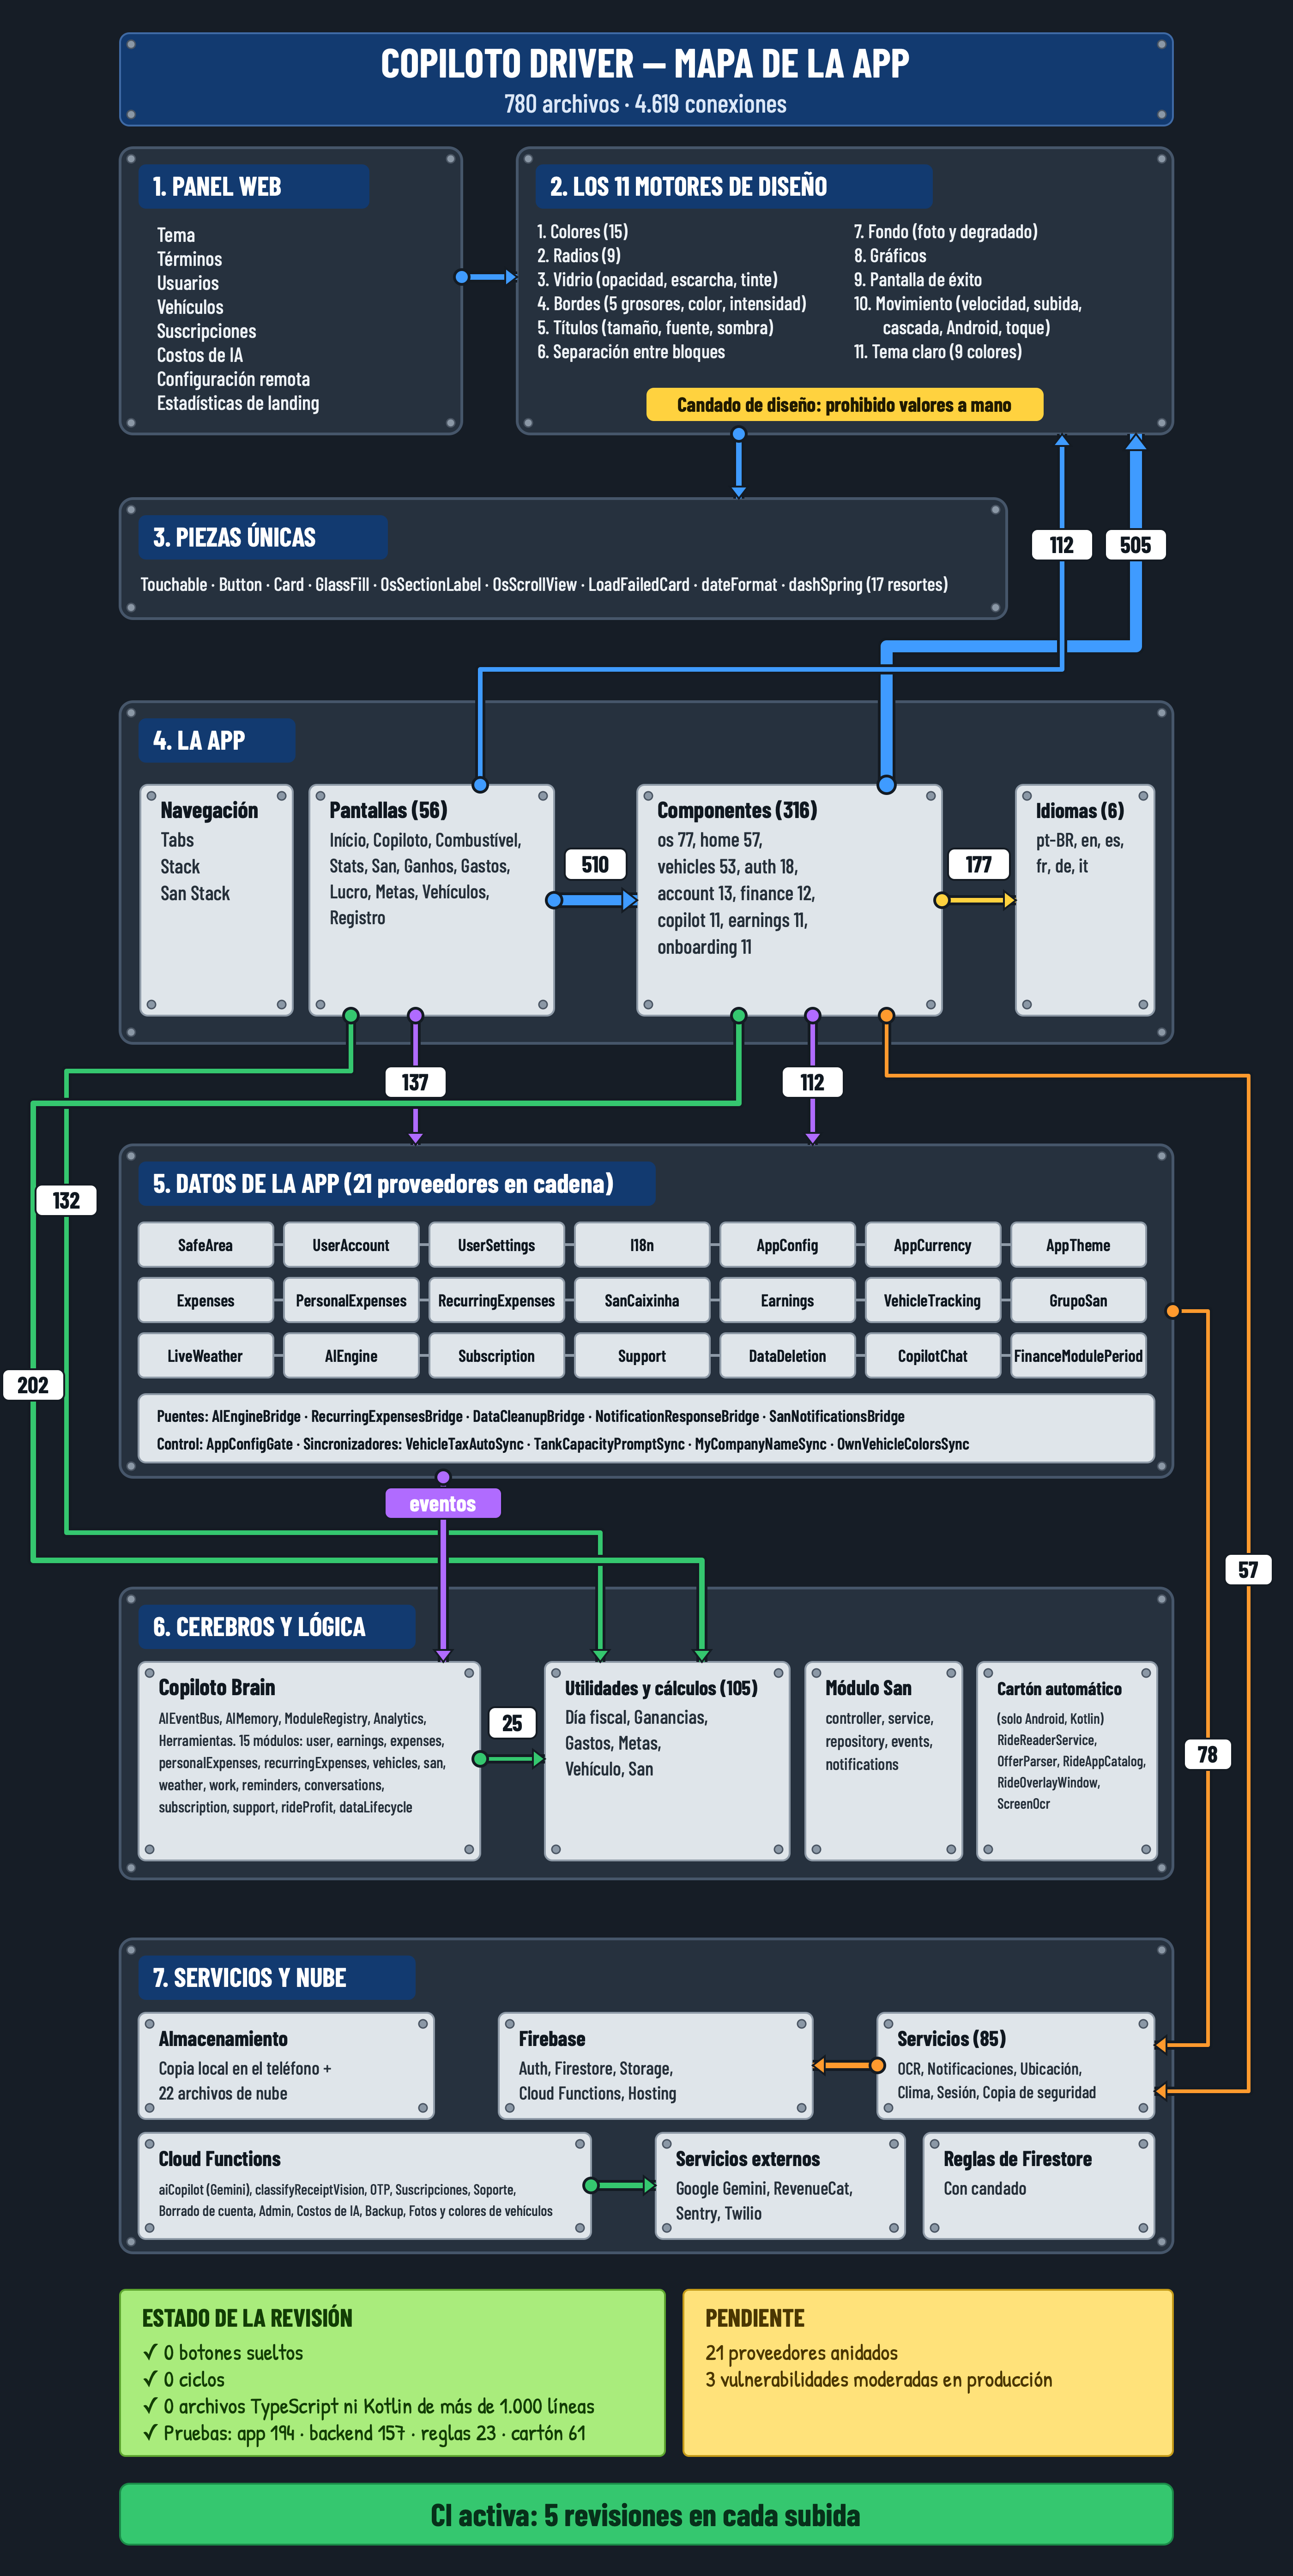 COPILOTO DRIVER – MAPA DE LA APP
780 archivos · 4.619 conexiones
1. PANEL WEB
Tema
Términos
Usuarios
Vehículos
Suscripciones
Costos de IA
Configuración remota
Estadísticas de landing
2. LOS 11 MOTORES DE DISEÑO
1. Colores (15)
2. Radios (9)
3. Vidrio (opacidad, escarcha, tinte)
4. Bordes (5 grosores, color, intensidad)
5. Títulos (tamaño, fuente, sombra)
6. Separación entre bloques
7. Fondo (foto y degradado)
8. Gráficos
9. Pantalla de éxito
10. Movimiento (velocidad, subida,
cascada, Android, toque)
11. Tema claro (9 colores)
Candado de diseño: prohibido valores a mano
112
505
3. PIEZAS ÚNICAS
Touchable · Button · Card · GlassFill · OsSectionLabel · OsScrollView · LoadFailedCard · dateFormat · dashSpring (17 resortes)
4. LA APP
Navegación
Tabs
Stack
San Stack
Pantallas (56)
Início, Copiloto, Combustível,
Stats, San, Ganhos, Gastos,
Lucro, Metas, Vehículos,
Registro
510
Componentes (316)
os 77, home 57,
vehicles 53, auth 18,
account 13, finance 12,
copilot 11, earnings 11,
onboarding 11
177
Idiomas (6)
pt-BR, en, es,
fr, de, it
137
112
132
202
5. DATOS DE LA APP (21 proveedores en cadena)
SafeArea
UserAccount
UserSettings
I18n
AppConfig
AppCurrency
AppTheme
Expenses
PersonalExpenses
RecurringExpenses
SanCaixinha
Earnings
VehicleTracking
GrupoSan
LiveWeather
AIEngine
Subscription
Support
DataDeletion
CopilotChat
FinanceModulePeriod
Puentes: AIEngineBridge · RecurringExpensesBridge · DataCleanupBridge · NotificationResponseBridge · SanNotificationsBridge
Control: AppConfigGate · Sincronizadores: VehicleTaxAutoSync · TankCapacityPromptSync · MyCompanyNameSync · OwnVehicleColorsSync
eventos
57
78
6. CEREBROS Y LÓGICA
Copiloto Brain
AIEventBus, AIMemory, ModuleRegistry, Analytics,
Herramientas. 15 módulos: user, earnings, expenses,
personalExpenses, recurringExpenses, vehicles, san,
weather, work, reminders, conversations,
subscription, support, rideProfit, dataLifecycle
25
Utilidades y cálculos (105)
Día fiscal, Ganancias,
Gastos, Metas,
Vehículo, San
Módulo San
controller, service,
repository, events,
notifications
Cartón automático
(solo Android, Kotlin)
RideReaderService,
OfferParser, RideAppCatalog,
RideOverlayWindow,
ScreenOcr
7. SERVICIOS Y NUBE
Almacenamiento
Copia local en el teléfono +
22 archivos de nube
Firebase
Auth, Firestore, Storage,
Cloud Functions, Hosting
Servicios (85)
OCR, Notificaciones, Ubicación,
Clima, Sesión, Copia de seguridad
Cloud Functions
aiCopilot (Gemini), classifyReceiptVision, OTP, Suscripciones, Soporte,
Borrado de cuenta, Admin, Costos de IA, Backup, Fotos y colores de vehículos
Servicios externos
Google Gemini, RevenueCat,
Sentry, Twilio
Reglas de Firestore
Con candado
ESTADO DE LA REVISIÓN
✓ 0 botones sueltos
✓ 0 ciclos
✓ 0 archivos TypeScript ni Kotlin de más de 1.000 líneas
✓ Pruebas: app 194 · backend 157 · reglas 23 · cartón 61
PENDIENTE
21 proveedores anidados
3 vulnerabilidades moderadas en producción
CI activa: 5 revisiones en cada subida